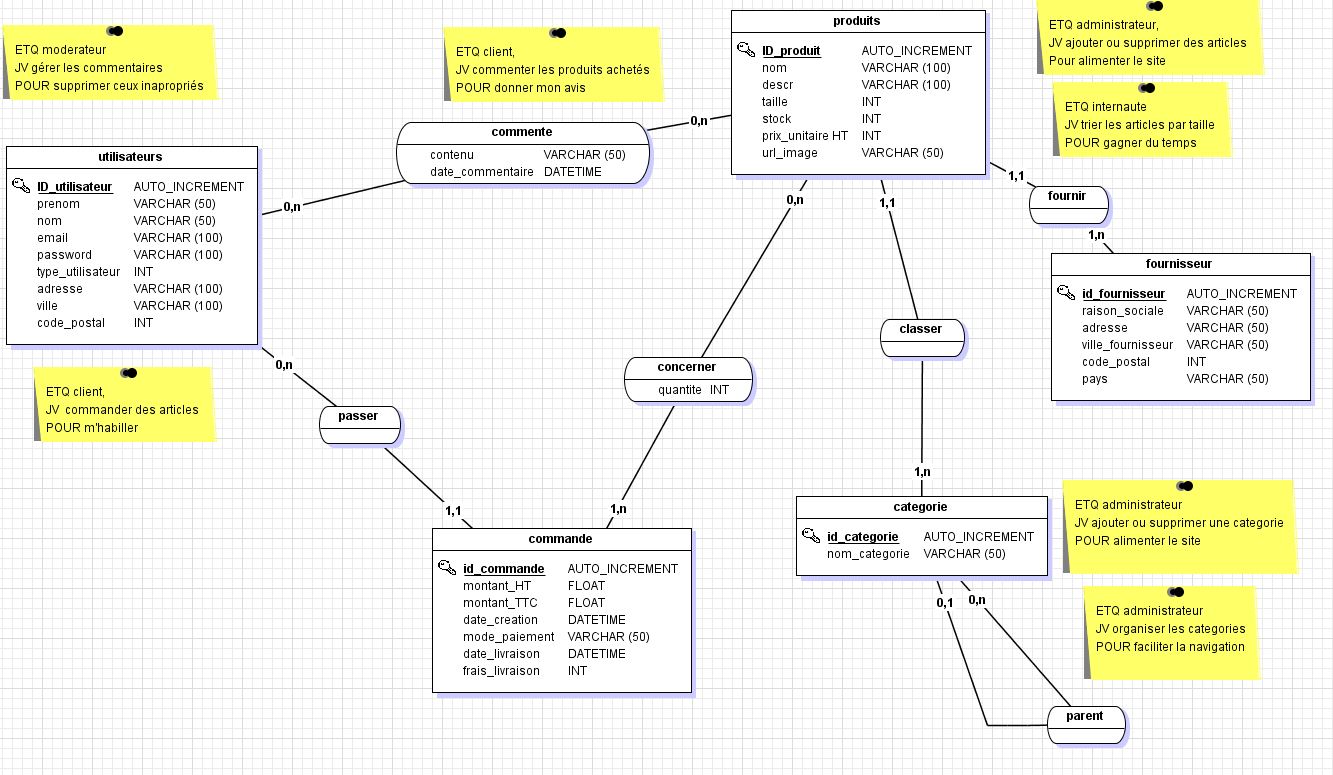 ETQ moderateur
JV gérer les commentaires
POUR supprimer ceux inapropriés
ETQ client,
JV commenter les produits achetés
POUR donner mon avis
produits
ID_produit AUTO_INCREMENT
nom VARCHAR (100)
descr VARCHAR (100)
taille INT
stock INT
prix_unitaire HT INT
url_image VARCHAR (50)
ETQ administrateur,
JV ajouter ou supprimer des articles
Pour alimenter le site
ETQ internaute
JV trier les articles par taille
POUR gagner du temps
commente
contenu VARCHAR (50)
date_commentaire DATETIME
0,n
0,n
utilisateurs
ID_utilisateur AUTO_INCREMENT
prenom VARCHAR (50)
nom VARCHAR (50)
email VARCHAR (100)
password VARCHAR (100)
type_utilisateur INT
adresse VARCHAR (100)
ville VARCHAR (100)
code_postal INT
0,n
1,1
1,1
fournir
1,n
fournisseur
id_fournisseur AUTO_INCREMENT
raison_sociale VARCHAR (50)
adresse VARCHAR (50)
ville_fournisseur VARCHAR (50)
code_postal INT
pays VARCHAR (50)
classer
concerner
quantite INT
0,n
ETQ client,
JV commander des articles
POUR m'habiller
passer
1,1
1,n
1,n
commande
id_commande AUTO_INCREMENT
montant_HT FLOAT
montant_TTC FLOAT
date_creation DATETIME
mode_paiement VARCHAR (50)
date_livraison DATETIME
frais_livraison INT
categorie
id_categorie AUTO_INCREMENT
nom_categorie VARCHAR (50)
ETQ administrateur
JV ajouter ou supprimer une categorie
POUR alimenter le site
0,1
0,n
ETQ administrateur
JV organiser les categories
POUR faciliter la navigation
parent